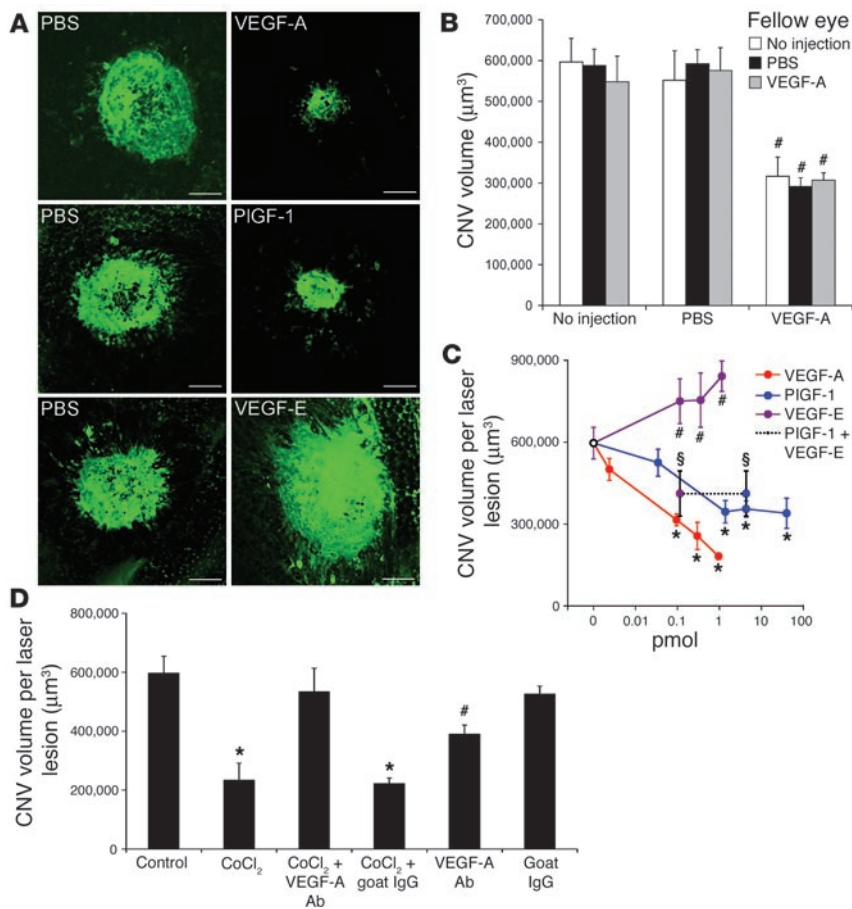 A
PBS
VEGF-A
PBS
PlGF-1
PBS
VEGF-E
B
Fellow eye
No injection
PBS
VEGF-A
CNV volume (μm³)
700,000
600,000
500,000
400,000
300,000
200,000
100,000
0
# # #
No injection
PBS
VEGF-A
C
CNV volume per laser
lesion (μm³)
900,000
600,000
300,000
0
VEGF-A
PlGF-1
VEGF-E
PlGF-1 +
VEGF-E
# # #
§ §
* * *
* * *
0 0.01 0.1 1 10 100
pmol
D
CNV volume per laser
lesion (μm³)
800,000
600,000
400,000
200,000
0
* * #
Control
CoCl₂
CoCl₂ +
VEGF-A
Ab
CoCl₂ +
goat IgG
VEGF-A
Ab
Goat
IgG